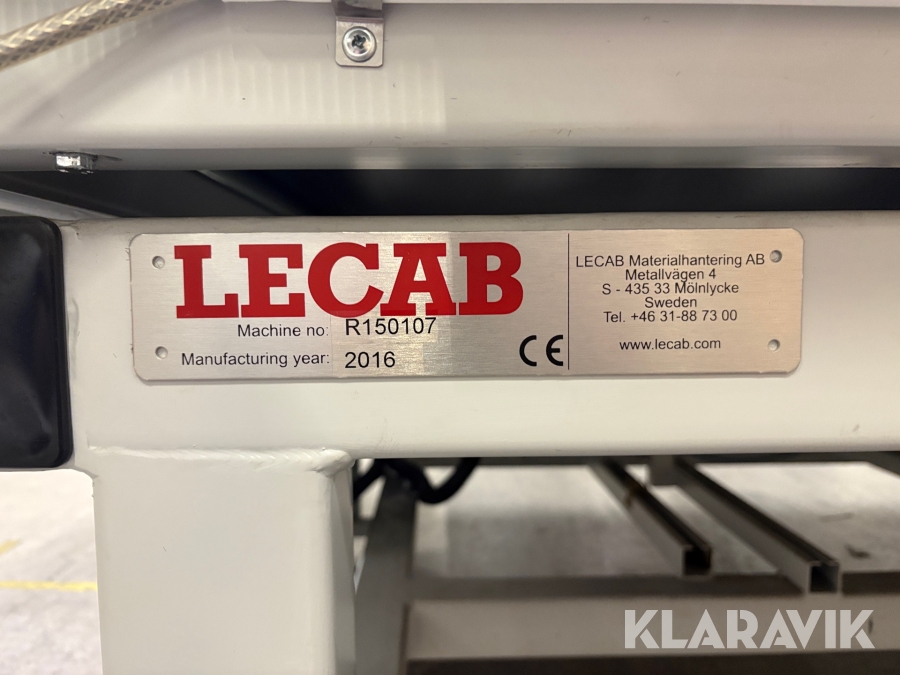 LECAB
Machine no: R150107
Manufacturing year: 2016
CE
LECAB Materialhantering AB
Metallvägen 4
S - 435 33 Mölnlycke
Sweden
Tel. +46 31-88 73 00
www.lecab.com
KLARAVIK